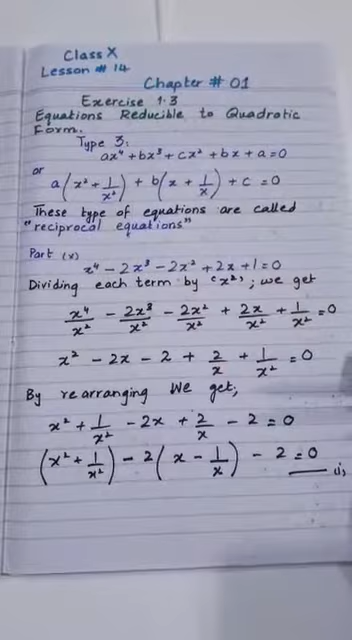 Class X
Lesson # 14
Chapter # 01
Exercise 1.3
Equations Reducible to Quadratic
Form.
Type 3:
ax⁴ + bx³ + cx² + bx + a = 0
or
a(x² + 1/x²) + b(x + 1/x) + c = 0
These type of equations are called
"reciprocal equations"
Part (x)
x⁴ - 2x³ - 2x² + 2x + 1 = 0
Dividing each term by 'x²', we get
x⁴/x² - 2x³/x² - 2x²/x² + 2x/x² + 1/x² = 0
x² - 2x - 2 + 2/x + 1/x² = 0
By rearranging We get,
x² + 1/x² - 2x + 2/x - 2 = 0
(x² + 1/x²) - 2(x - 1/x) - 2 = 0 — (i)